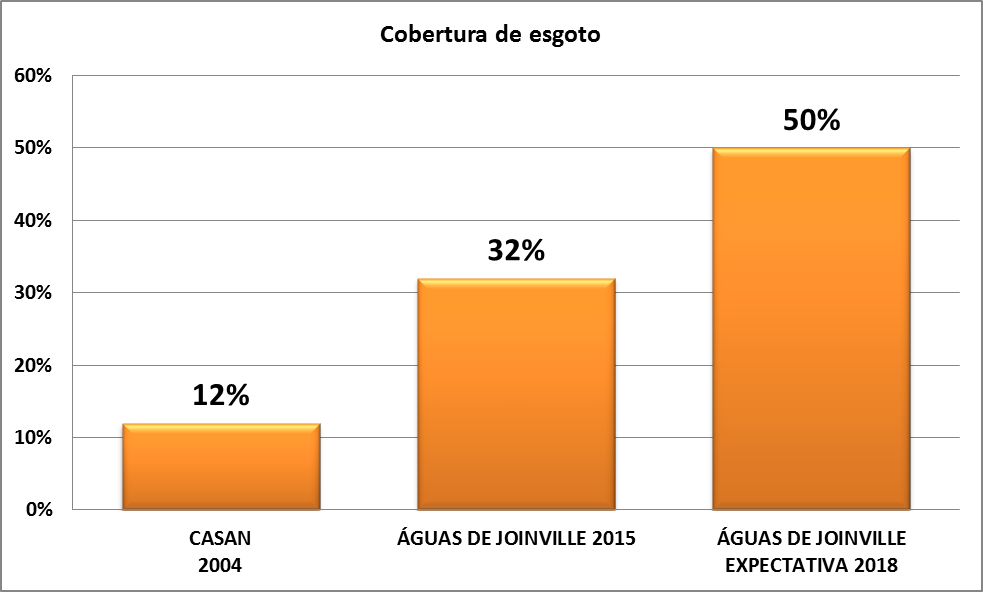 Cobertura de esgoto
60%
50%
40%
30%
20%
10%
0%
12%
32%
50%
CASAN
2004
ÁGUAS DE JOINVILLE 2015
ÁGUAS DE JOINVILLE
EXPECTATIVA 2018